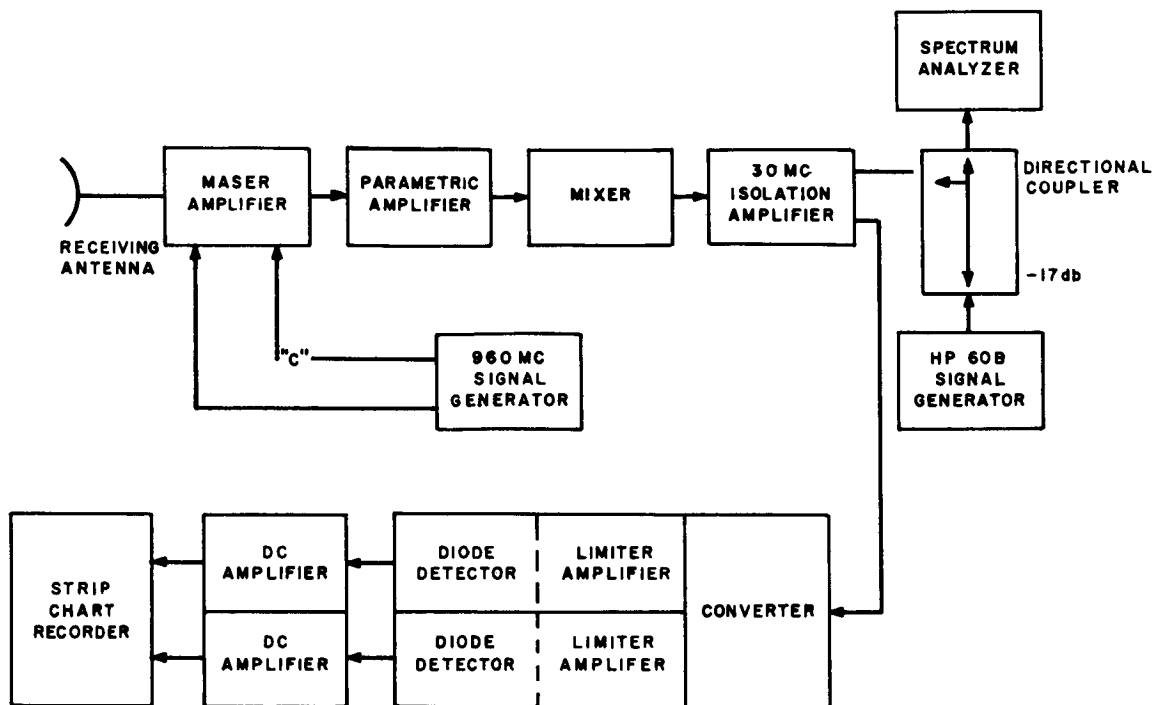 SPECTRUM
ANALYZER
MASER
AMPLIFIER
PARAMETRIC
AMPLIFIER
MIXER
30 MC
ISOLATION
AMPLIFIER
DIRECTIONAL
COUPLER
RECEIVING
ANTENNA
-17db
"C"
960 MC
SIGNAL
GENERATOR
HP 60B
SIGNAL
GENERATOR
STRIP
CHART
RECORDER
DC
AMPLIFIER
DIODE
DETECTOR
LIMITER
AMPLIFIER
CONVERTER
DC
AMPLIFIER
DIODE
DETECTOR
LIMITER
AMPLIFER